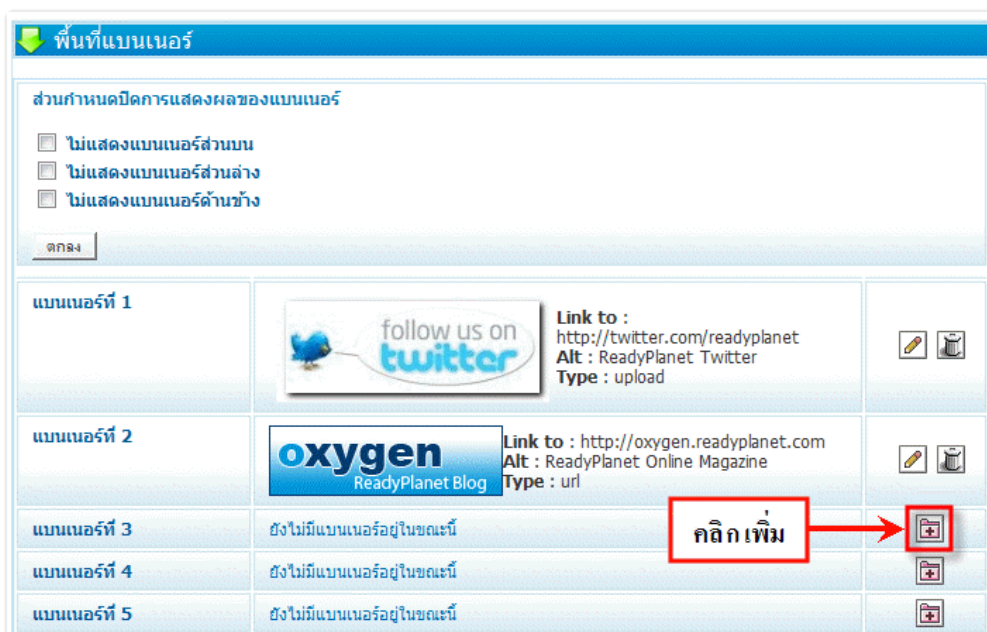 พื้นที่แบนเนอร์
ส่วนกำหนดปิดการแสดงผลของแบนเนอร์
ไม่แสดงแบนเนอร์ส่วนบน
ไม่แสดงแบนเนอร์ส่วนล่าง
ไม่แสดงแบนเนอร์ด้านข้าง
ตกลง
แบนเนอร์ที่ 1
follow us on
twitter
Link to :
http://twitter.com/readyplanet
Alt : ReadyPlanet Twitter
Type : upload
แบนเนอร์ที่ 2
oxygen
ReadyPlanet Blog
Link to : http://oxygen.readyplanet.com
Alt : ReadyPlanet Online Magazine
Type : url
แบนเนอร์ที่ 3 ยังไม่มีแบนเนอร์อยู่ในขณะนี้ คลิกเพิ่ม
แบนเนอร์ที่ 4 ยังไม่มีแบนเนอร์อยู่ในขณะนี้
แบนเนอร์ที่ 5 ยังไม่มีแบนเนอร์อยู่ในขณะนี้